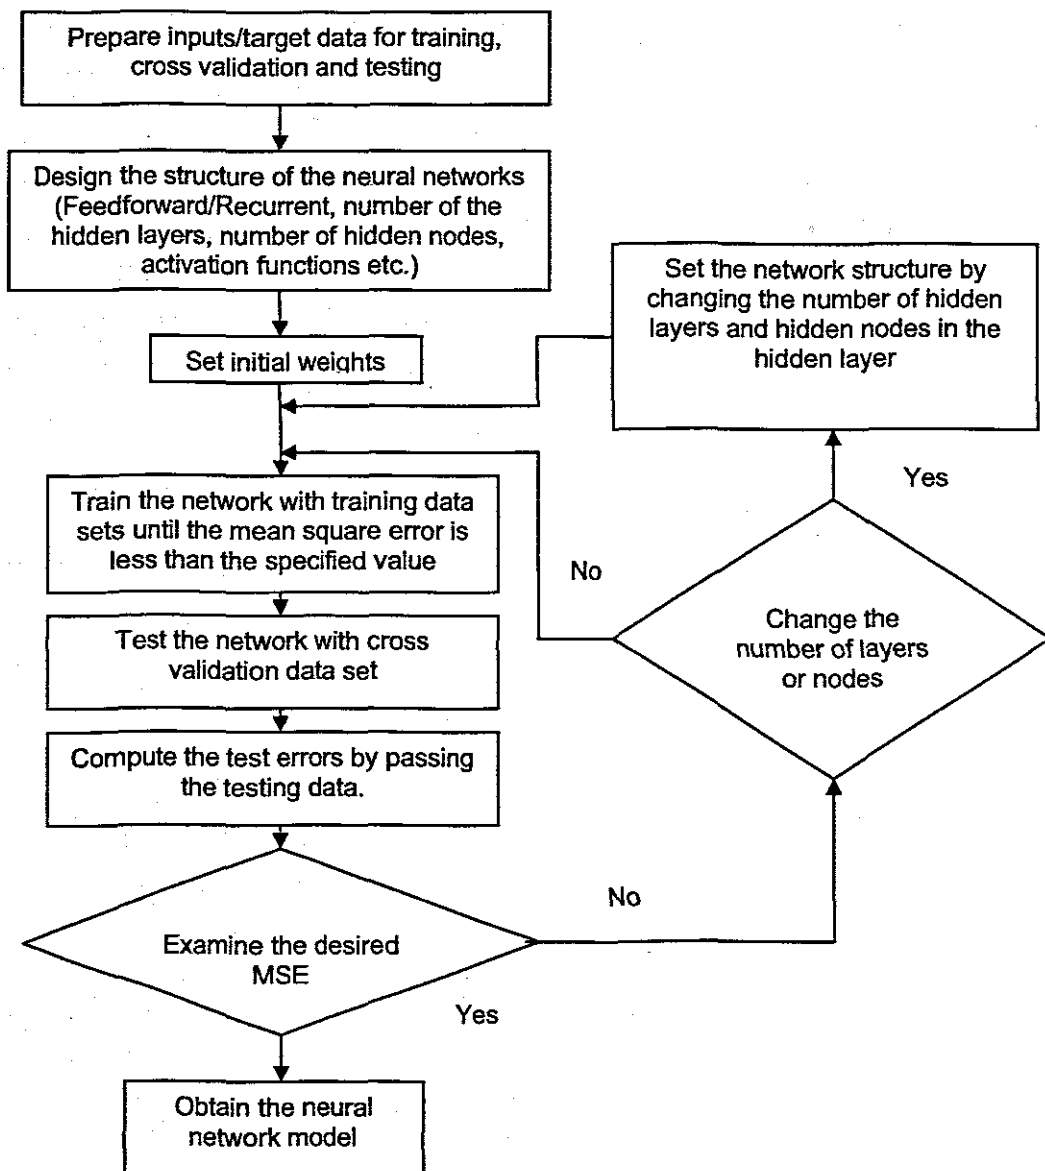 Prepare inputs/target data for training,
cross validation and testing
Design the structure of the neural networks
(Feedforward/Recurrent, number of the
hidden layers, number of hidden nodes,
activation functions etc.)
Set initial weights
Set the network structure by
changing the number of hidden
layers and hidden nodes in the
hidden layer
Yes
Train the network with training data
sets until the mean square error is
less than the specified value
No
Change the
number of layers
or nodes
Test the network with cross
validation data set
Compute the test errors by passing
the testing data.
No
Examine the desired
MSE
Yes
Obtain the neural
network model